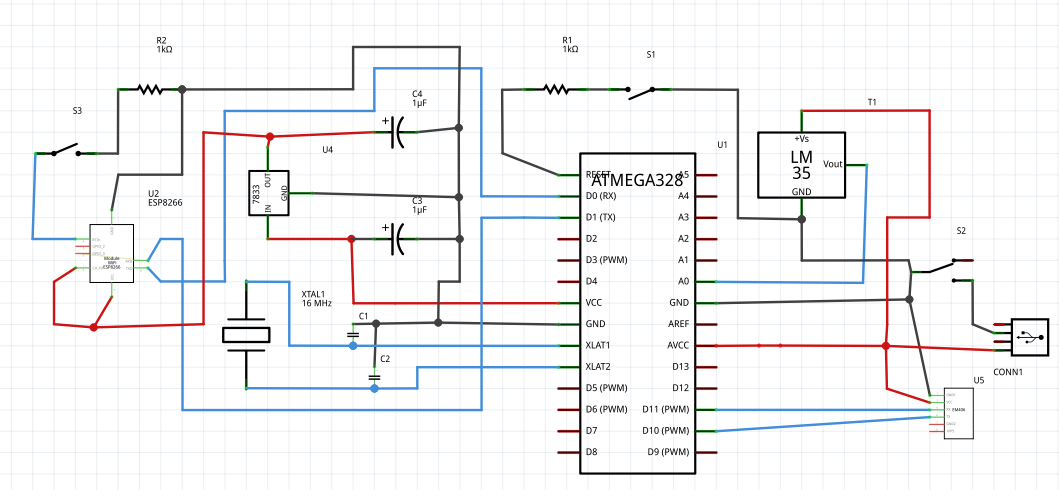 R2
1kΩ
R1
1kΩ
S1
S3
C4
1µF
T1
+Vs
LM
35
Vout
GND
U4
U1
OUT
7833
GND
IN
U2
ESP8266
C3
1µF
ATMEGA328
RESET
D0 (RX)
D1 (TX)
D2
D3 (PWM)
D4
VCC
GND
XLAT1
XLAT2
D5 (PWM)
D6 (PWM)
D7
D8
A5
A4
A3
A2
A1
A0
GND
AREF
AVCC
D13
D12
D11 (PWM)
D10 (PWM)
D9 (PWM)
S2
Module
WiFi
ESP8266
XTAL1
16 MHz
C1
C2
CONN1
U5
EM406